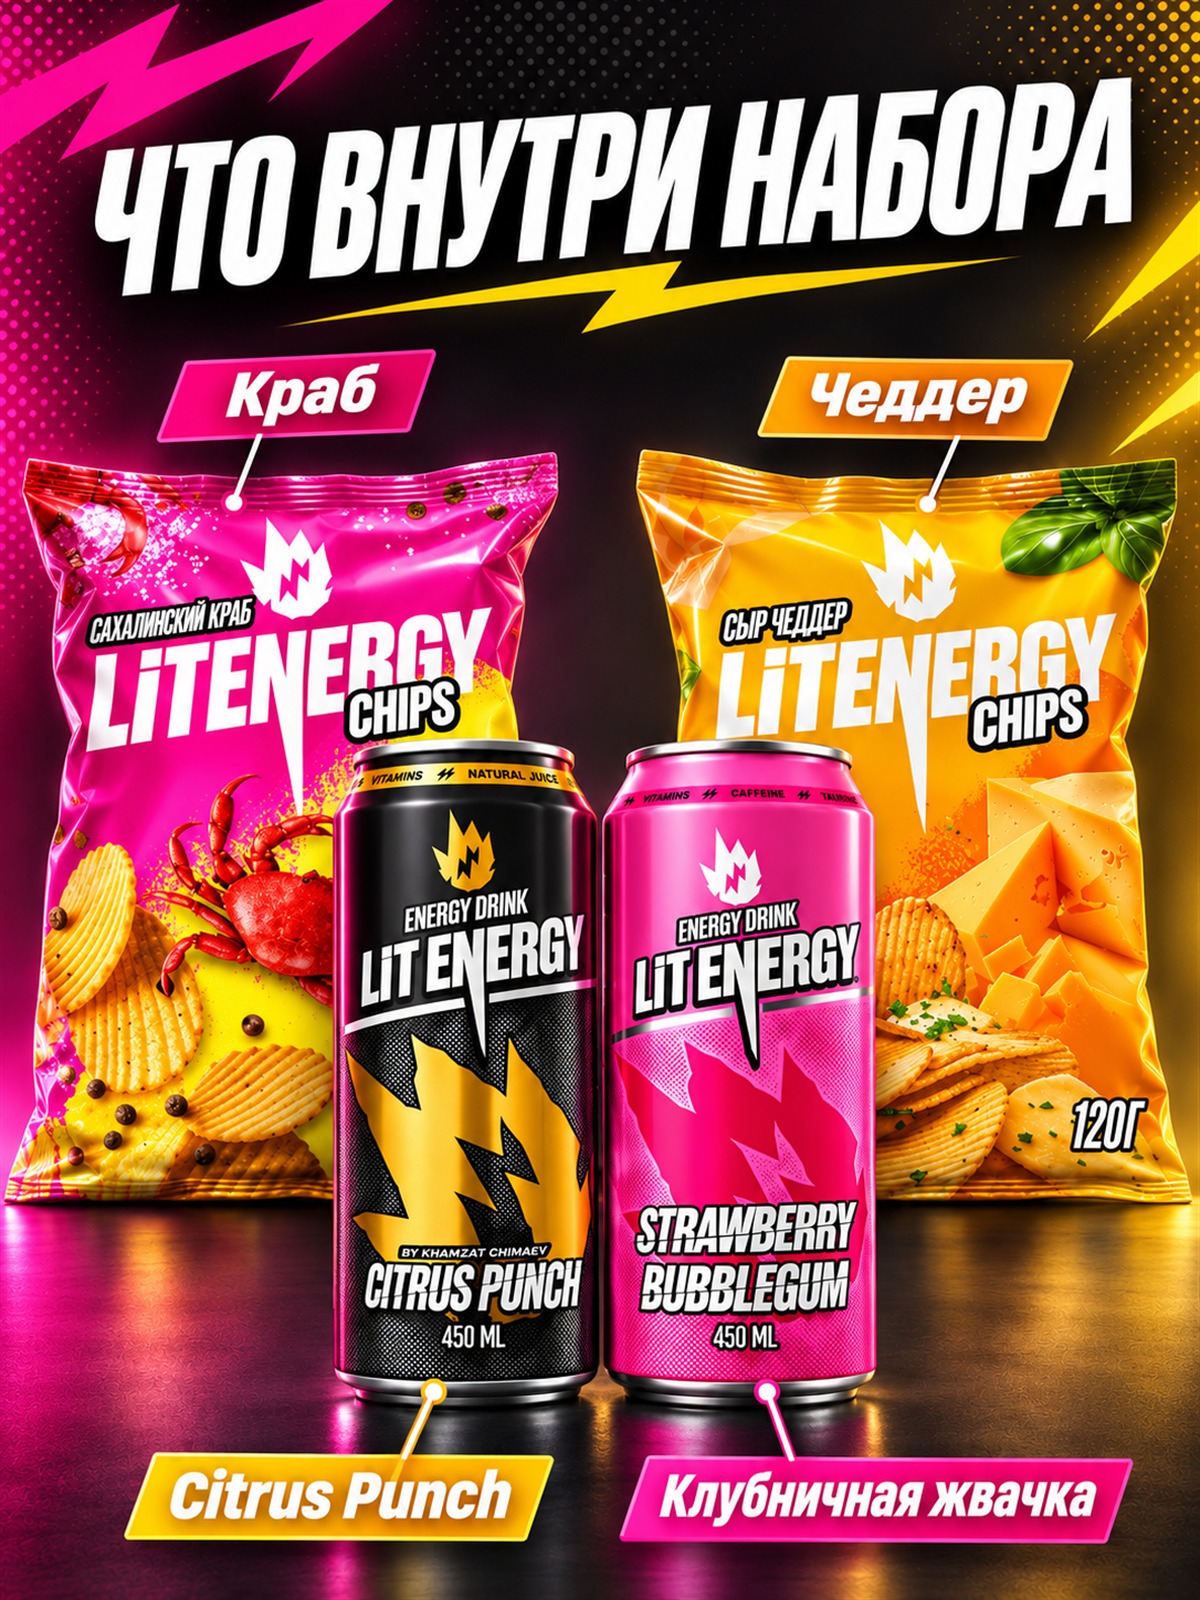 ЧТО ВНУТРИ НАБОРА
Краб
Чеддер
САХАЛИНСКИЙ КРАБ
LiTENERGY
CHIPS
СЫР ЧЕДДЕР
LiTENERGY
CHIPS
120Г
VITAMINS NATURAL JUICE
ENERGY DRINK
LiT ENERGY
BY KHAMZAT CHIMAEV
CITRUS PUNCH
450 ML
VITAMINS CAFFEINE TAURINE
ENERGY DRINK
LiT ENERGY
STRAWBERRY
BUBBLEGUM
450 ML
Citrus Punch
Клубничная жвачка